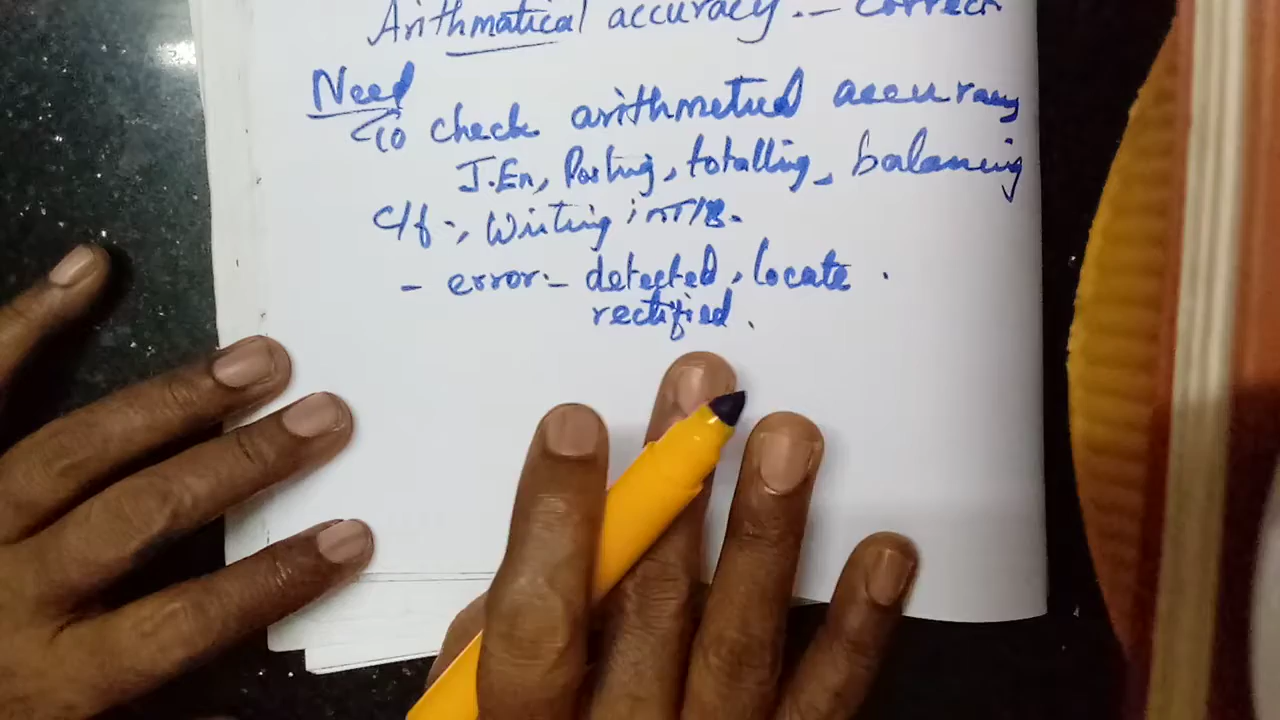 Arithmatical accuracy. - correct
Need
To check arithmetical accuracy
J.En, Posting, totalling, balancing
c/f -, Writing in T/B.
- error - detected, locate.
rectified.